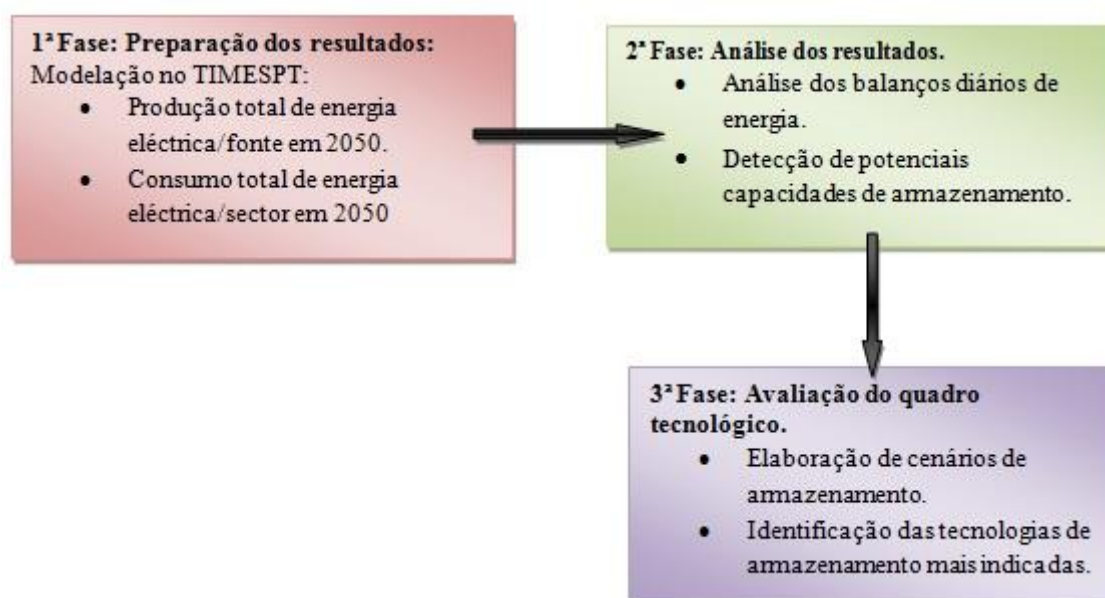 1ª Fase: Preparação dos resultados:
Modelação no TIMESPT:
• Produção total de energia
eléctrica/fonte em 2050.
• Consumo total de energia
eléctrica/sector em 2050
2ª Fase: Análise dos resultados.
• Análise dos balanços diários de
energia.
• Detecção de potenciais
capacidades de armazenamento.
3ª Fase: Avaliação do quadro
tecnológico.
• Elaboração de cenários de
armazenamento.
• Identificação das tecnologias de
armazenamento mais indicadas.